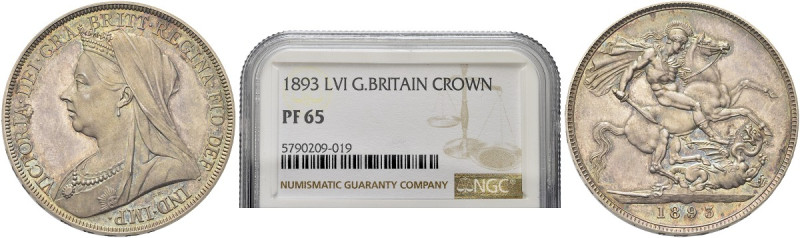 VICTORIA·DEI·GRA·BRITT·REGINA·FID·DEF·IND·IMP·
1893 LVI G.BRITAIN CROWN
PF 65
5790209-019
NUMISMATIC GUARANTY COMPANY NGC
1893